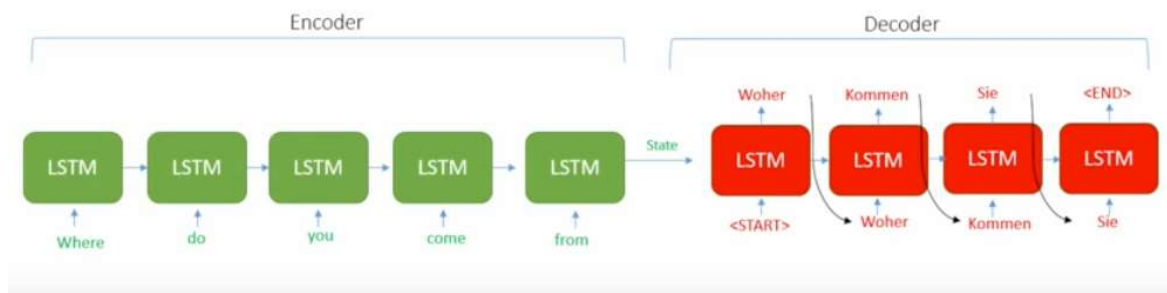 Encoder
Decoder
Woher Kommen Sie <END>
LSTM LSTM LSTM LSTM LSTM State LSTM LSTM LSTM LSTM
Where do you come from <START> Woher Kommen Sie